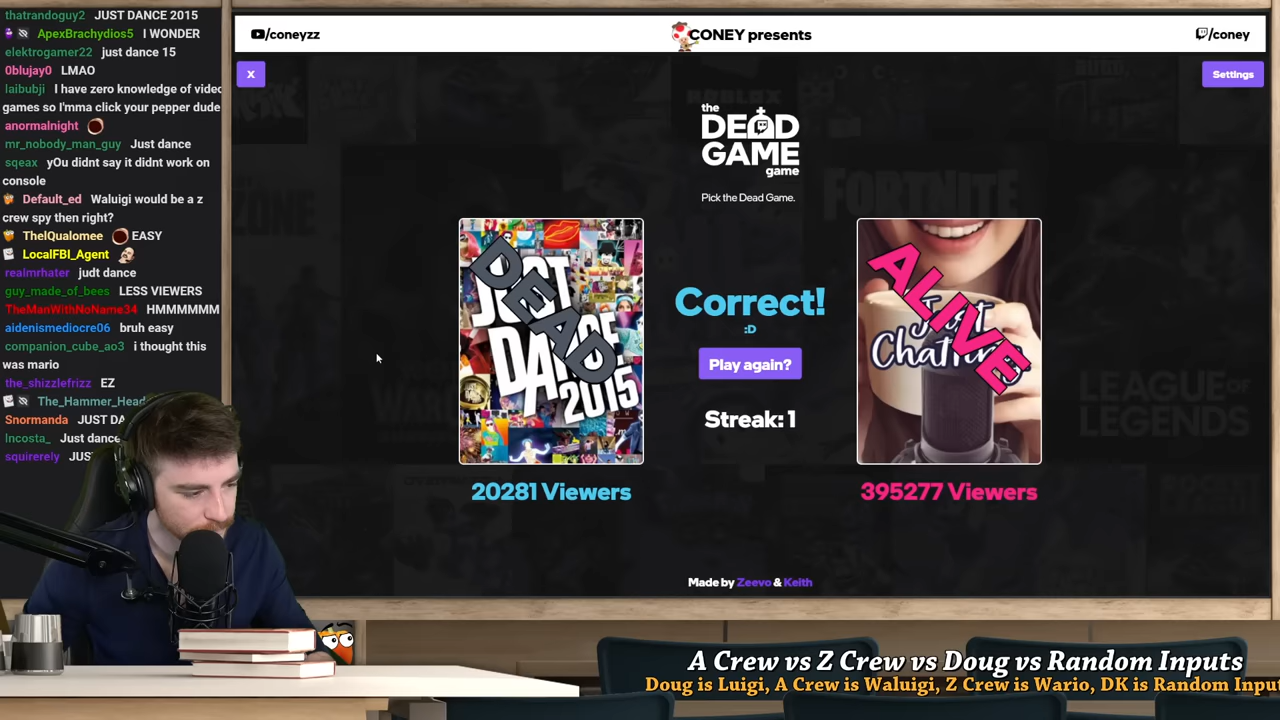 thatrandoguy2 JUST DANCE 2015
ApexBrachydios5 I WONDER
elektrogamer22 just dance 15
0blujay0 LMAO
laibubji I have zero knowledge of video
games so I'mma click your pepper dude
anormalnight
mr_nobody_man_guy Just dance
sqeax yOu didnt say it didnt work on
console
Default_ed Waluigi would be a z
crew spy then right?
TheIQualomee EASY
LocalFBI_Agent
realmrhater judt dance
guy_made_of_bees LESS VIEWERS
TheManWithNoName34 HMMMMMM
aidenismediocre06 bruh easy
companion_cube_ao3 i thought this
was mario
the_shizzlefrizz EZ
The_Hammer_Head
Snormanda JUST DA
Incosta_ Just dance
squirerely JUS
/coneyzz
CONEY presents
/coney
X
Settings
the
DEAD
GAME
game
Pick the Dead Game.
JUST
DANCE
2015
DEAD
Just
Chatting
ALIVE
Correct!
:D
Play again?
Streak: 1
20281 Viewers
395277 Viewers
FORTNITE
LEAGUE OF
LEGENDS
Made by Zeevo & Keith
A Crew vs Z Crew vs Doug vs Random Inputs
Doug is Luigi, A Crew is Waluigi, Z Crew is Wario, DK is Random Input